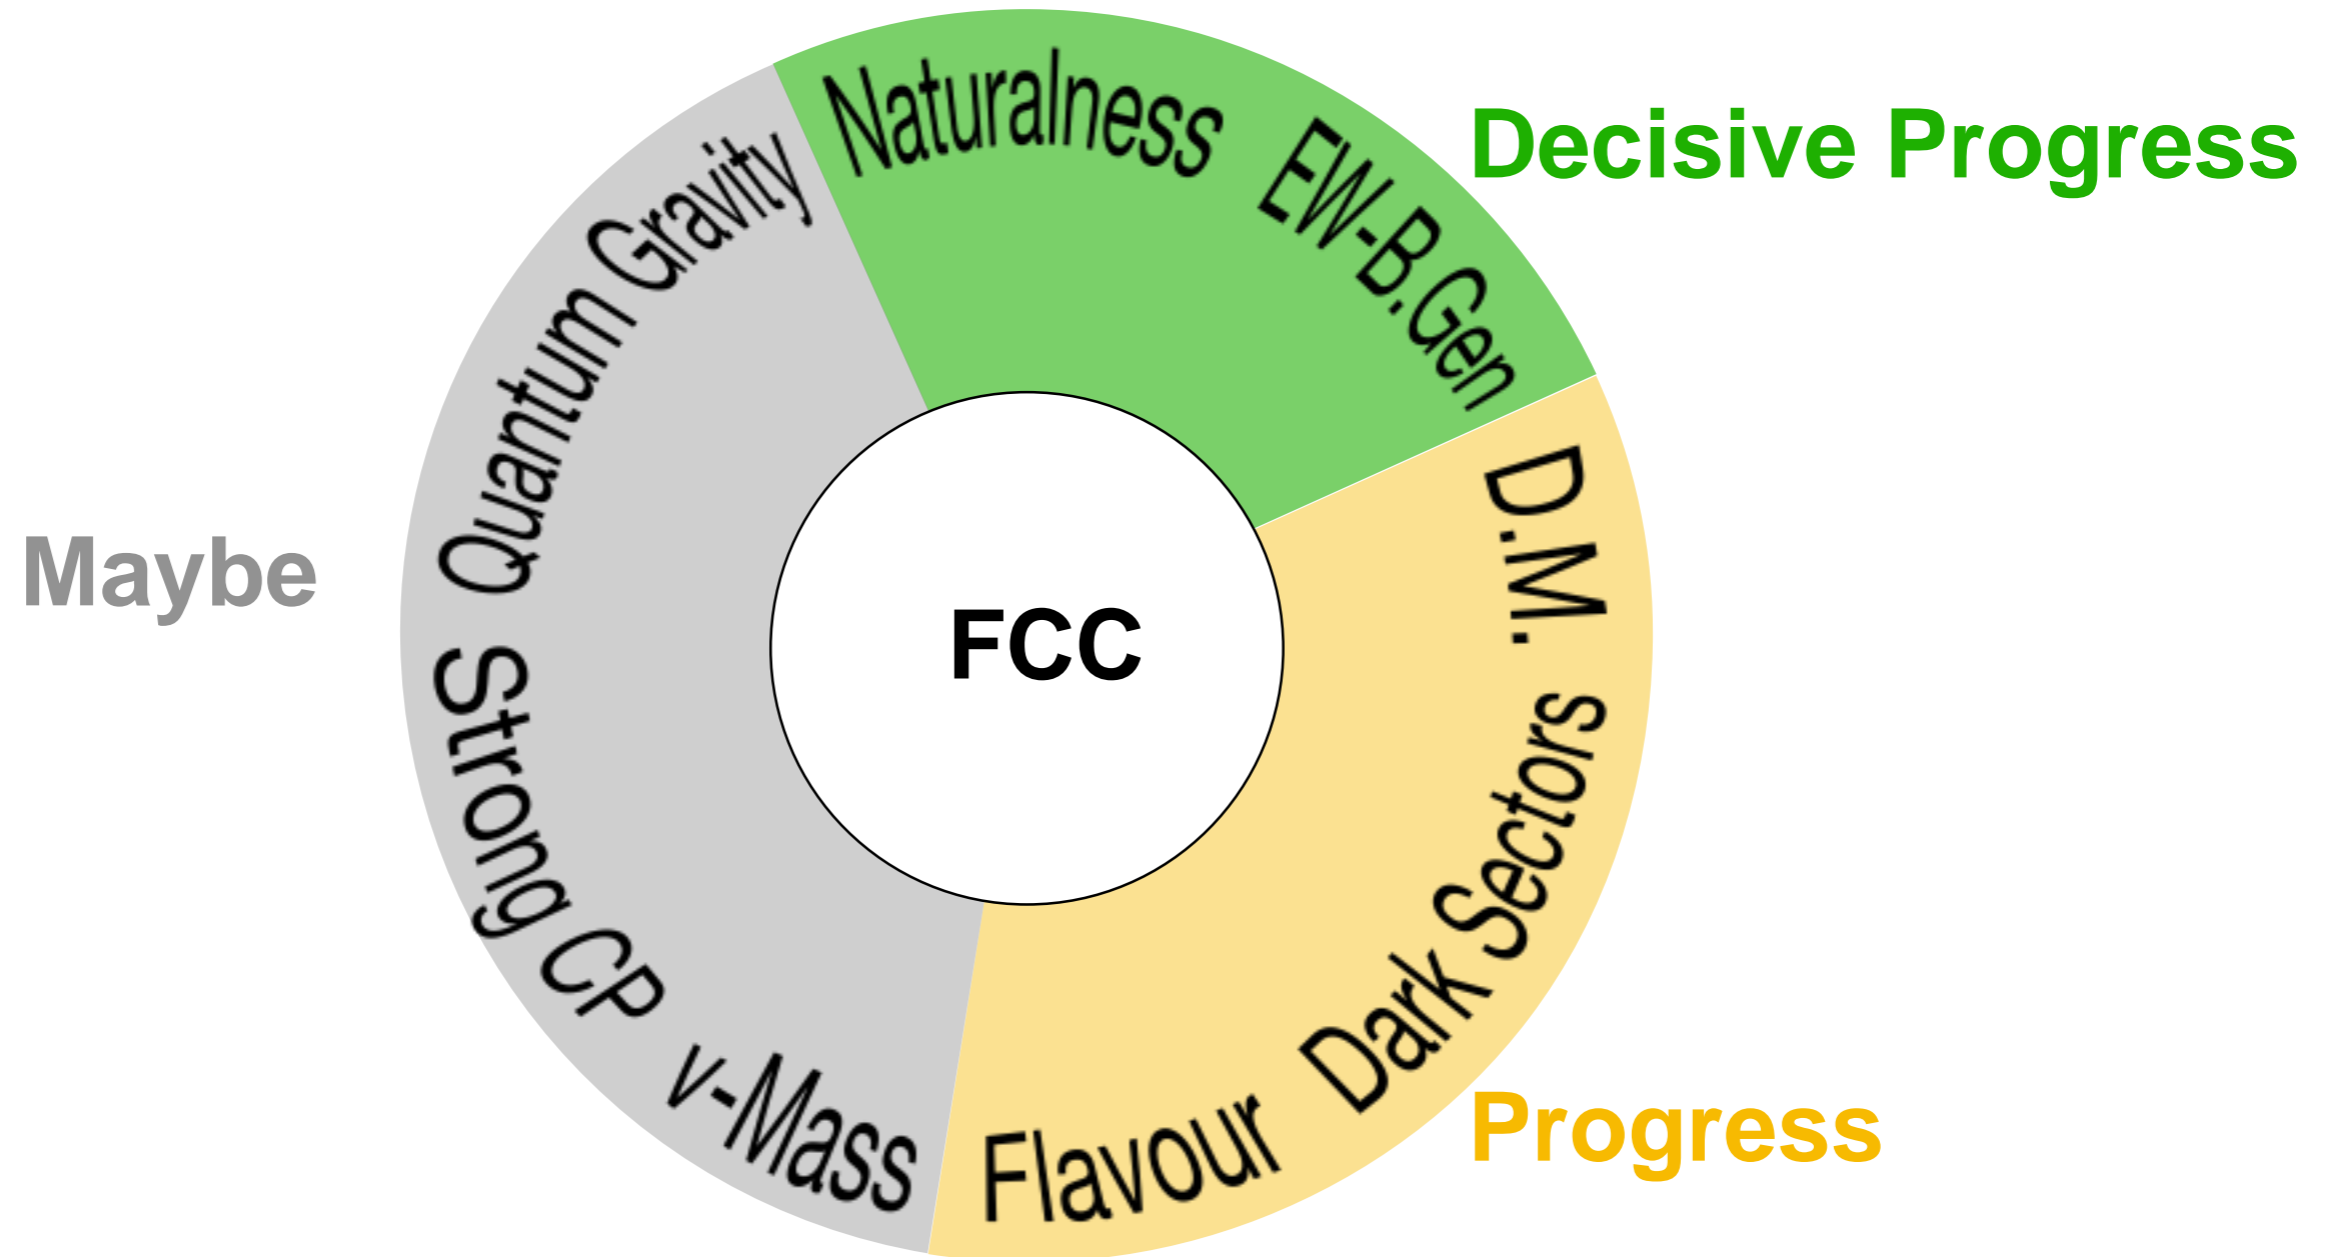 Naturalness
EW-B.Gen
Decisive Progress
D.M.
Dark Sectors
Flavour
Progress
ν-Mass
Strong CP
Quantum Gravity
Maybe
FCC